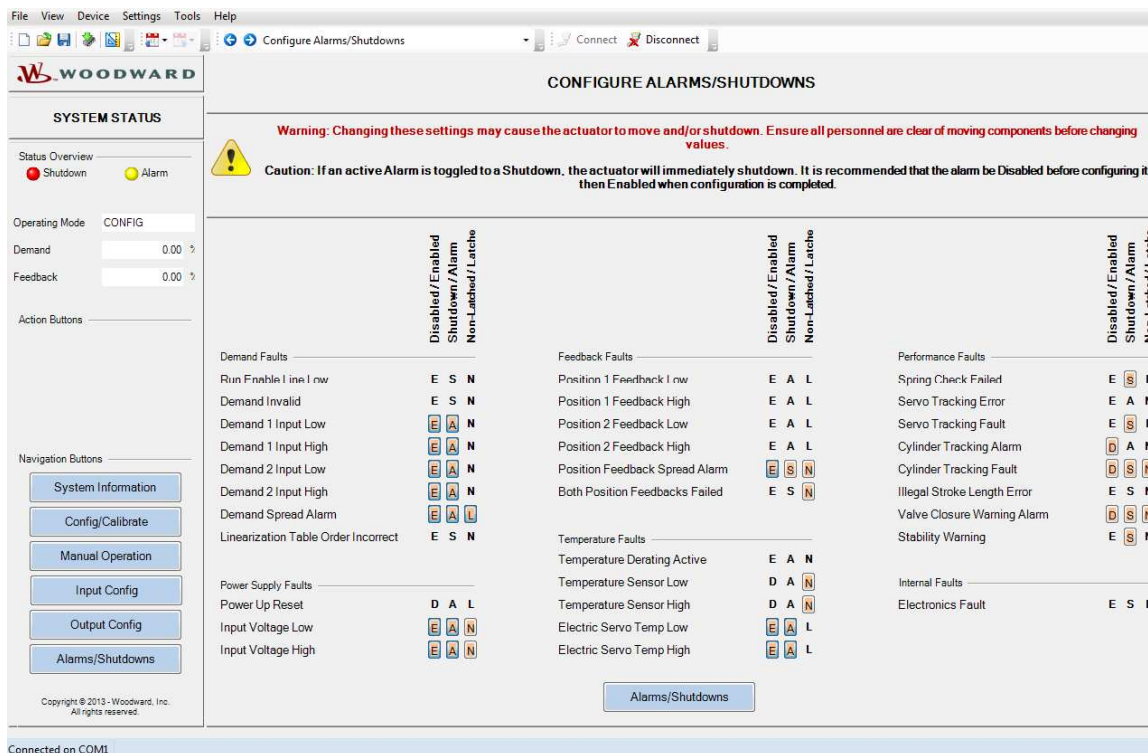 File View Device Settings Tools Help
Configure Alarms/Shutdowns Connect Disconnect
WOODWARD
SYSTEM STATUS
Status Overview
Shutdown Alarm
Operating Mode CONFIG
Demand 0.00 %
Feedback 0.00 %
Action Buttons
Navigation Buttons
System Information
Config/Calibrate
Manual Operation
Input Config
Output Config
Alarms/Shutdowns
Copyright © 2013 - Woodward, Inc.
All rights reserved.
CONFIGURE ALARMS/SHUTDOWNS
Warning: Changing these settings may cause the actuator to move and/or shutdown. Ensure all personnel are clear of moving components before changing
values.
Caution: If an active Alarm is toggled to a Shutdown, the actuator will immediately shutdown. It is recommended that the alarm be Disabled before configuring it
then Enabled when configuration is completed.
Disabled / Enabled
Shutdown / Alarm
Non-Latched / Latche
Demand Faults
Run Enable Line Low E S N
Demand Invalid E S N
Demand 1 Input Low E A N
Demand 1 Input High E A N
Demand 2 Input Low E A N
Demand 2 Input High E A N
Demand Spread Alarm E A L
Linearization Table Order Incorrect E S N
Power Supply Faults
Power Up Reset D A L
Input Voltage Low E A N
Input Voltage High E A N
Disabled / Enabled
Shutdown / Alarm
Non-Latched / Latche
Feedback Faults
Position 1 Feedback Low E A L
Position 1 Feedback High E A L
Position 2 Feedback Low E A L
Position 2 Feedback High E A L
Position Feedback Spread Alarm E S N
Both Position Feedbacks Failed E S N
Temperature Faults
Temperature Derating Active E A N
Temperature Sensor Low D A N
Temperature Sensor High D A N
Electric Servo Temp Low E A L
Electric Servo Temp High E A L
Alarms/Shutdowns
Disabled / Enabled
Shutdown / Alarm
Performance Faults
Spring Check Failed E S
Servo Tracking Error E A N
Servo Tracking Fault E S
Cylinder Tracking Alarm D A N
Cylinder Tracking Fault D S N
Illegal Stroke Length Error E S N
Valve Closure Warning Alarm D S N
Stability Warning E S N
Internal Faults
Electronics Fault E S
Connected on COM1